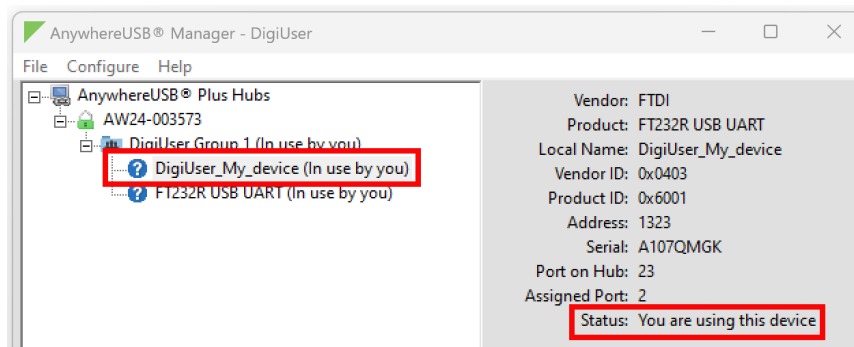 AnywhereUSB® Manager - DigiUser
File Configure Help
AnywhereUSB® Plus Hubs
AW24-003573
DigiUser Group 1 (In use by you)
DigiUser_My_device (In use by you)
FT232R USB UART (In use by you)
Vendor: FTDI
Product: FT232R USB UART
Local Name: DigiUser_My_device
Vendor ID: 0x0403
Product ID: 0x6001
Address: 1323
Serial: A107QMGK
Port on Hub: 23
Assigned Port: 2
Status: You are using this device